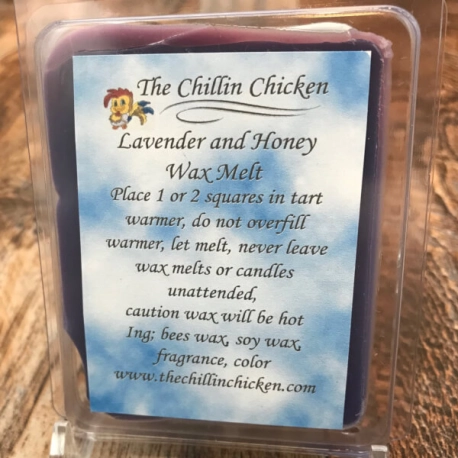 The Chillin Chicken
Lavender and Honey
Wax Melt
Place 1 or 2 squares in tart
warmer, do not overfill
warmer, let melt, never leave
wax melts or candles
unattended,
caution wax will be hot
Ing; bees wax, soy wax,
fragrance, color
www.thechillinchicken.com